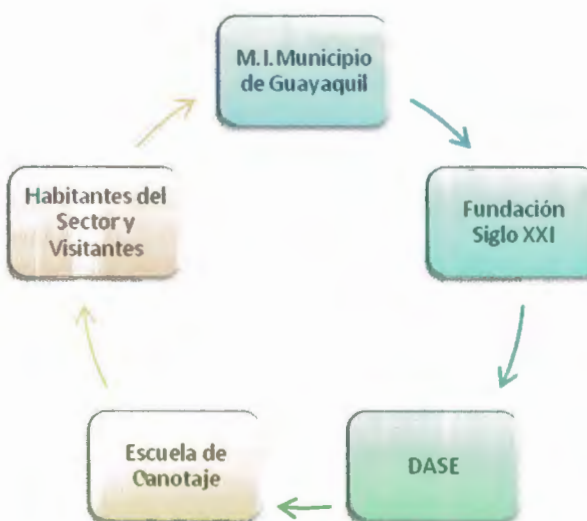 M. I. Municipio
de Guayaquil
Fundación
Siglo XXI
DASE
Escuela de
Canotaje
Habitantes del
Sector y
Visitantes